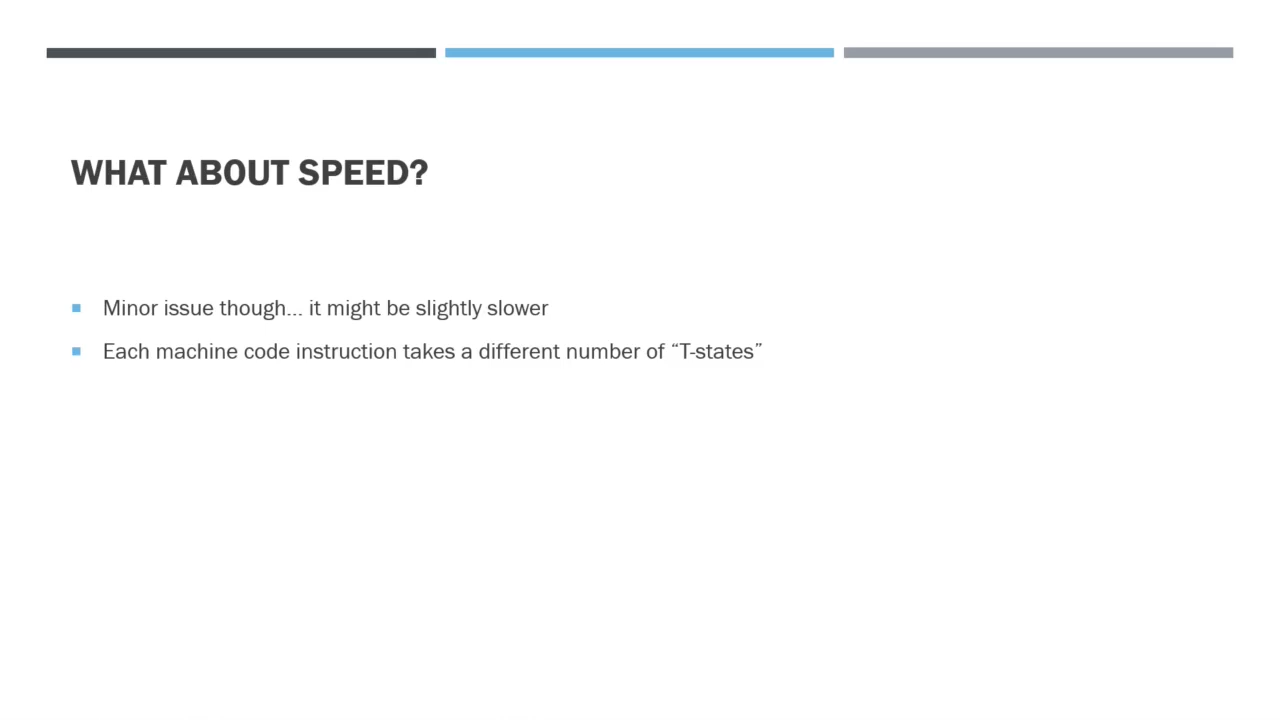 WHAT ABOUT SPEED?
Minor issue though... it might be slightly slower
Each machine code instruction takes a different number of “T-states”